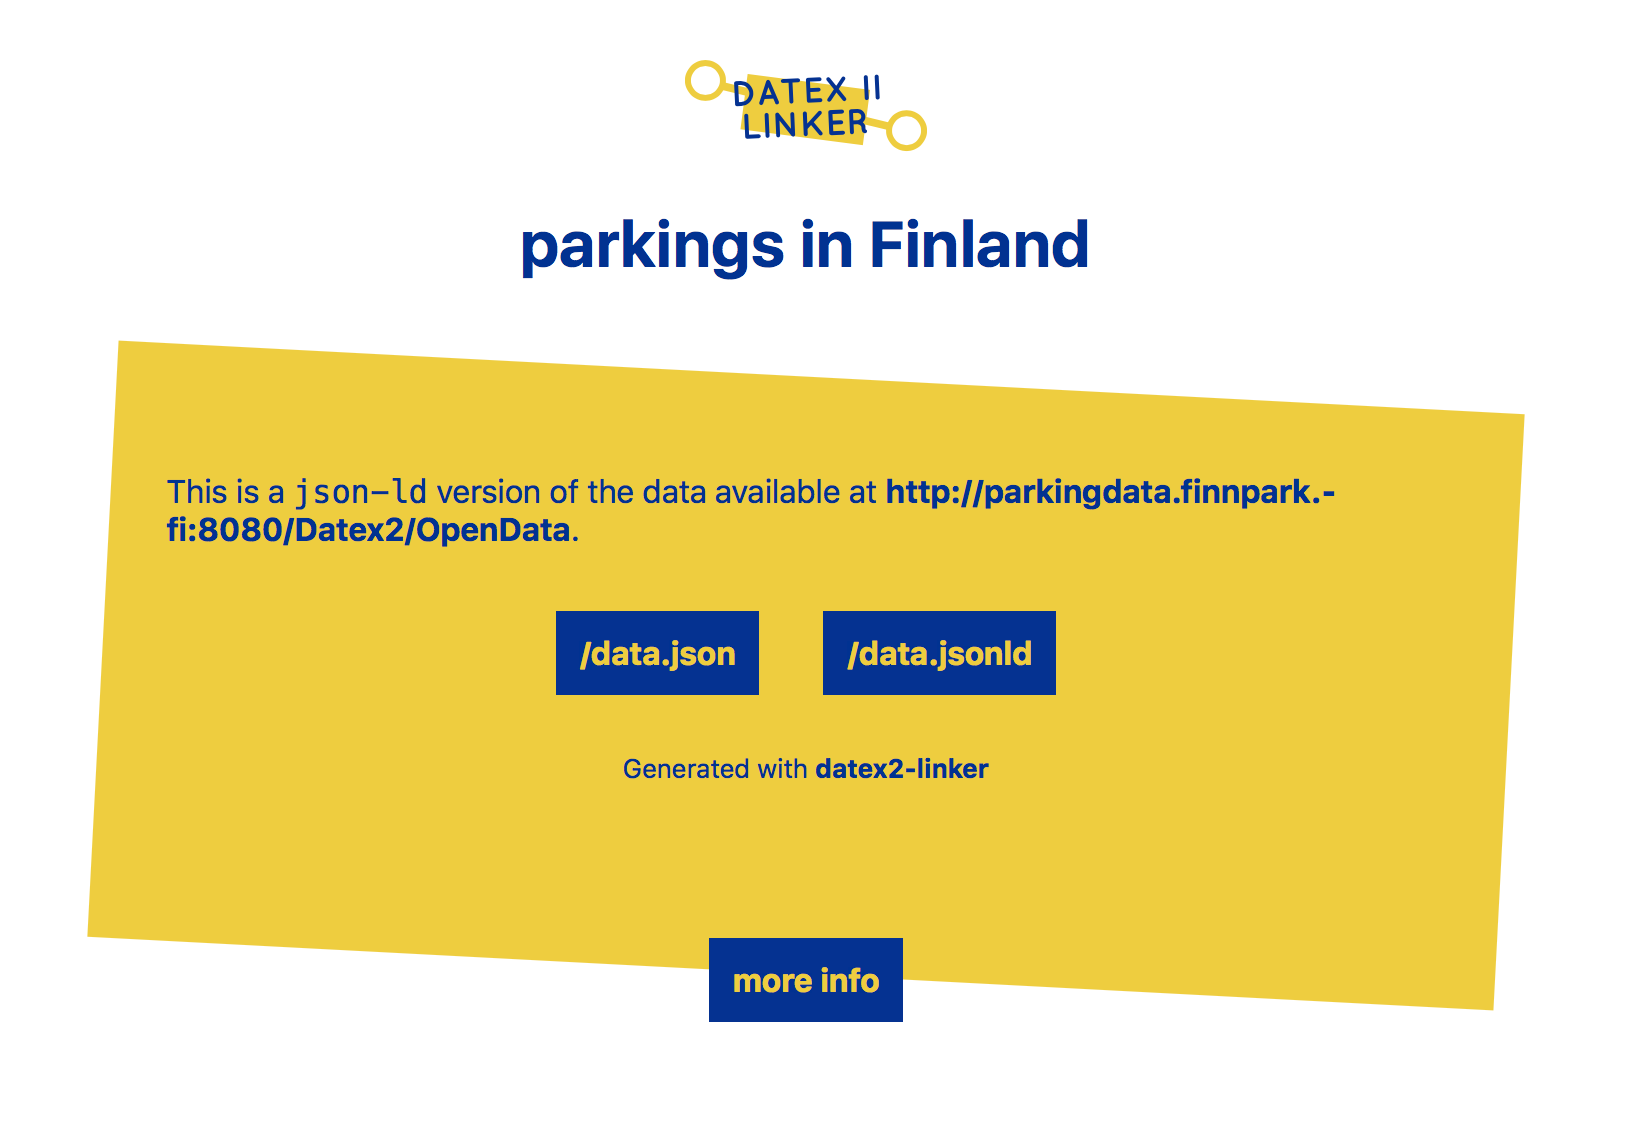 DATEX II
LINKER
parkings in Finland
This is a json-ld version of the data available at http://parkingdata.finnpark.-
fi:8080/Datex2/OpenData.
/data.json
/data.jsonld
Generated with datex2-linker
more info